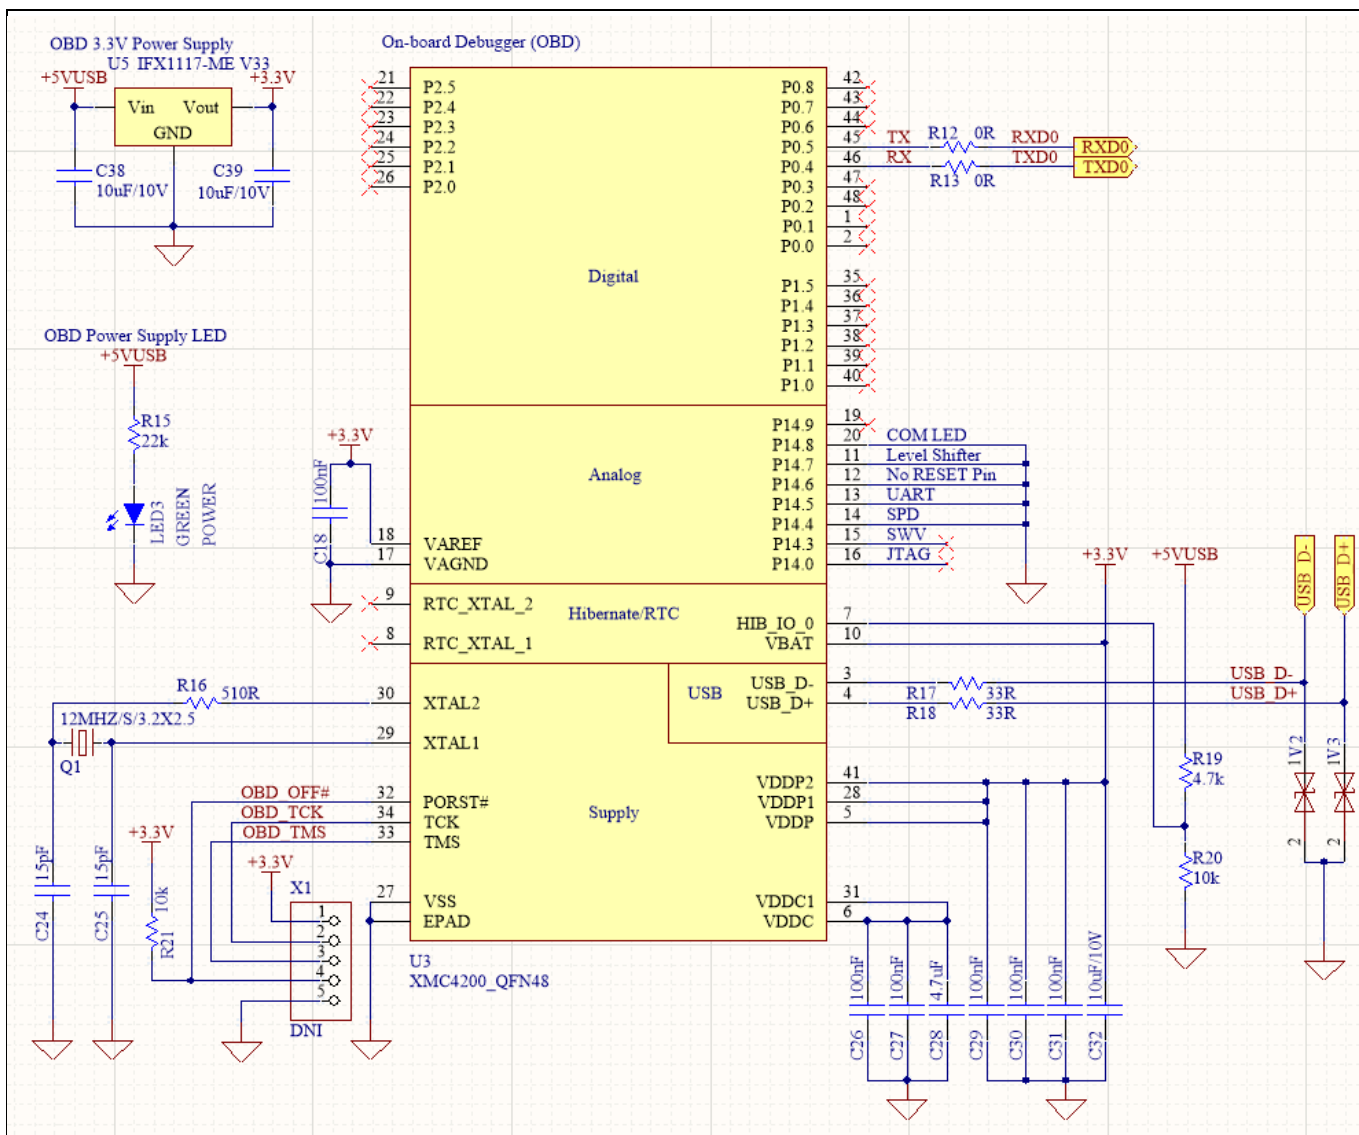 OBD 3.3V Power Supply
U5 IFX1117-ME V33
+5VUSB
+3.3V
Vin Vout
GND
C38
10uF/10V
C39
10uF/10V
OBD Power Supply LED
+5VUSB
R15
22k
LED3
GREEN
POWER
On-board Debugger (OBD)
21 P2.5
22 P2.4
23 P2.3
24 P2.2
25 P2.1
26 P2.0
P0.8 42
P0.7 43
P0.6 44
P0.5 45 TX R12 0R RXD0 RXD0
P0.4 46 RX R13 0R TXD0 TXD0
P0.3 47
P0.2 48
P0.1 1
P0.0 2
Digital
P1.5 35
P1.4 36
P1.3 37
P1.2 38
P1.1 39
P1.0 40
Analog
P14.9 19
P14.8 20 COM LED
P14.7 11 Level Shifter
P14.6 12 No RESET Pin
P14.5 13 UART
P14.4 14 SPD
P14.3 15 SWV
P14.0 16 JTAG
+3.3V
100nF
C18
18 VAREF
17 VAGND
9 RTC_XTAL_2
8 RTC_XTAL_1
Hibernate/RTC
HIB_IO_0 7
VBAT 10
+3.3V
+5VUSB
USB_D-
USB_D+
USB
USB_D- 3 R17 33R USB_D-
USB_D+ 4 R18 33R USB_D+
R16 510R
30 XTAL2
12MHZ/S/3.2X2.5
Q1
29 XTAL1
OBD_OFF# 32 PORST#
OBD_TCK 34 TCK
OBD_TMS 33 TMS
Supply
VDDP2 41
VDDP1 28
VDDP 5
R19
4.7k
R20
10k
1V2
2
1V3
2
15pF
C24
15pF
C25
+3.3V
10k
R21
+3.3V
X1
1
2
3
4
5
DNI
27 VSS
EPAD
VDDC1 31
VDDC 6
U3
XMC4200_QFN48
100nF
C26
100nF
C27
4.7uF
C28
100nF
C29
100nF
C30
100nF
C31
10uF/10V
C32